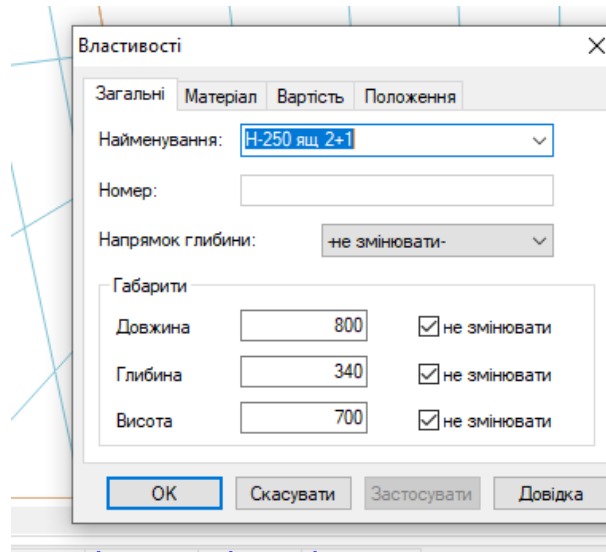 Властивості
Загальні Матеріал Вартість Положення
Найменування: Н-250 ящ 2+1
Номер:
Напрямок глибини: -не змінювати-
Габарити
Довжина 800 не змінювати
Глибина 340 не змінювати
Висота 700 не змінювати
OK Скасувати Застосувати Довідка